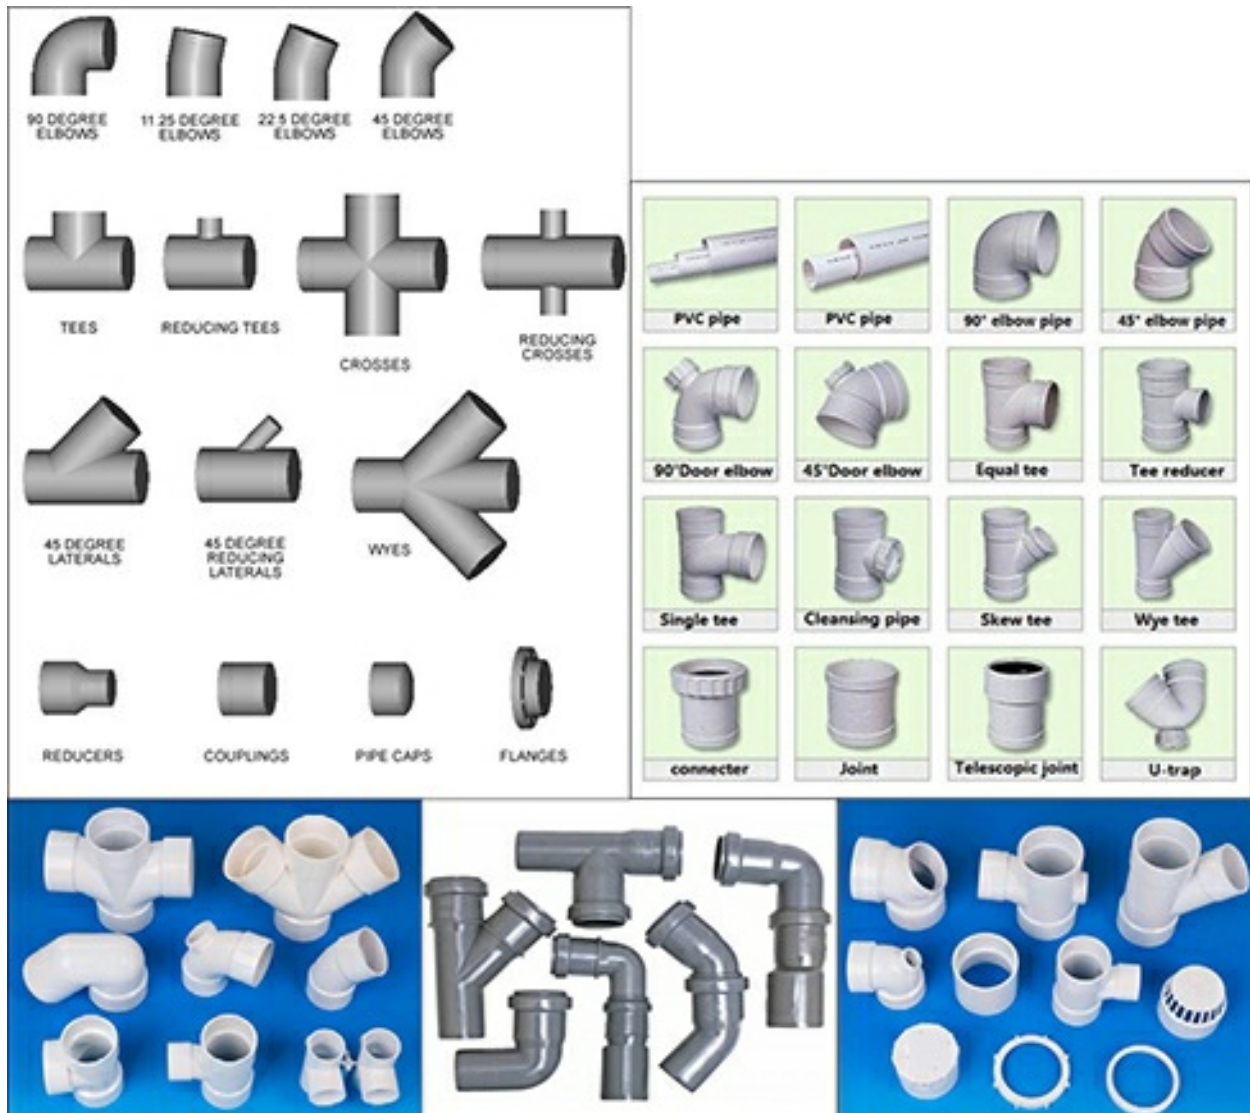 90 DEGREE
ELBOWS
11.25 DEGREE
ELBOWS
22.5 DEGREE
ELBOWS
45 DEGREE
ELBOWS
TEES
REDUCING TEES
CROSSES
REDUCING
CROSSES
45 DEGREE
LATERALS
45 DEGREE
REDUCING
LATERALS
WYES
REDUCERS
COUPLINGS
PIPE CAPS
FLANGES
PVC pipe
PVC pipe
90° elbow pipe
45° elbow pipe
90°Door elbow
45°Door elbow
Equal tee
Tee reducer
Single tee
Cleansing pipe
Skew tee
Wye tee
connecter
Joint
Telescopic joint
U-trap